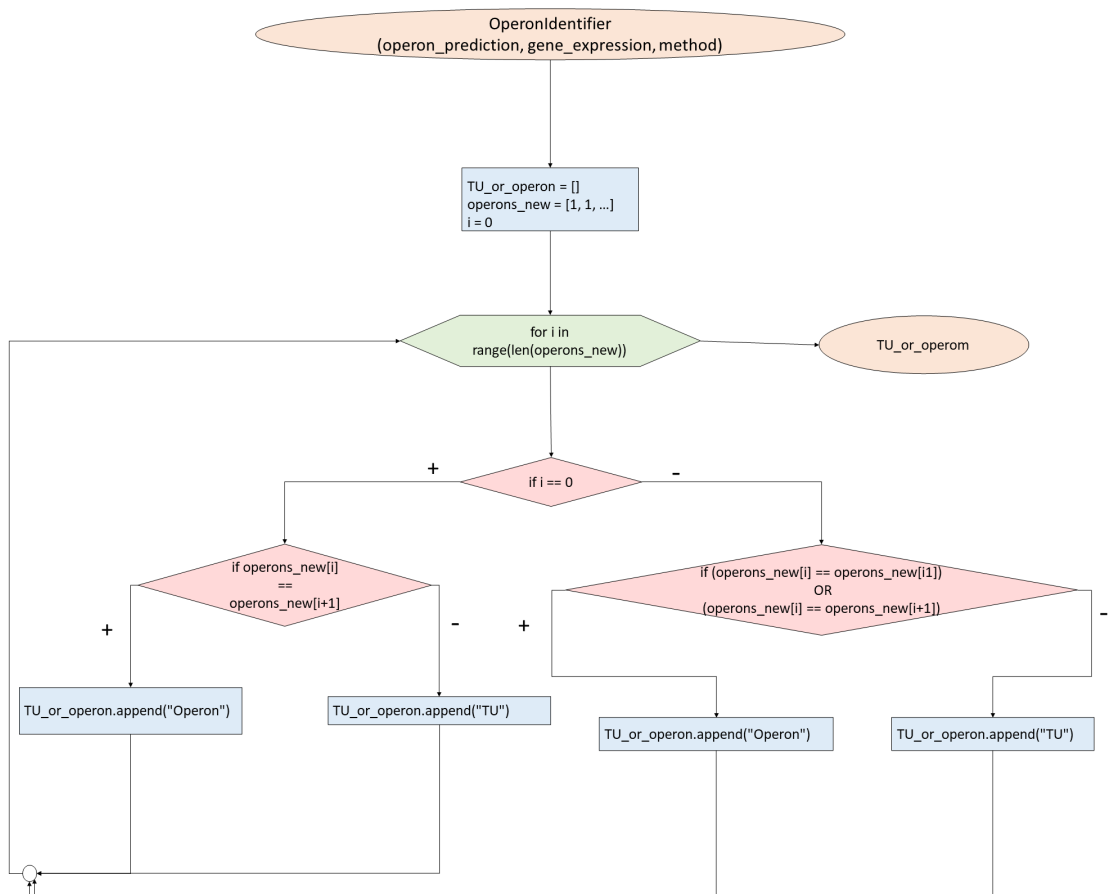 OperonIdentifier
(operon_prediction, gene_expression, method)
TU_or_operon = []
operons_new = [1, 1, …]
i = 0
for i in
range(len(operons_new))
TU_or_operom
if i == 0
+
-
if operons_new[i]
==
operons_new[i+1]
+
-
if (operons_new[i] == operons_new[i1])
OR
(operons_new[i] == operons_new[i+1])
+
-
TU_or_operon.append("Operon")
TU_or_operon.append("TU")
TU_or_operon.append("Operon")
TU_or_operon.append("TU")